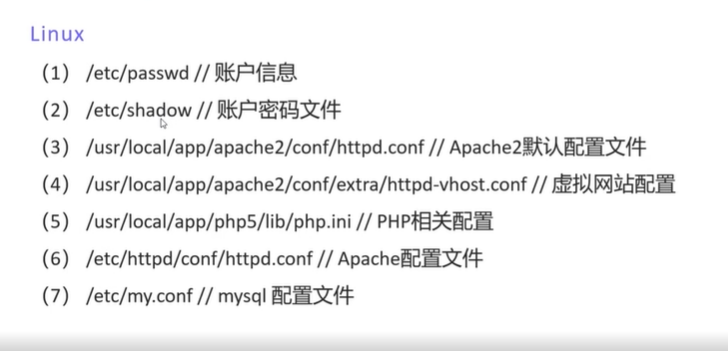 Linux
(1) /etc/passwd // 账户信息
(2) /etc/shadow // 账户密码文件
(3) /usr/local/app/apache2/conf/httpd.conf // Apache2默认配置文件
(4) /usr/local/app/apache2/conf/extra/httpd-vhost.conf // 虚拟网站配置
(5) /usr/local/app/php5/lib/php.ini // PHP相关配置
(6) /etc/httpd/conf/httpd.conf // Apache配置文件
(7) /etc/my.conf // mysql 配置文件